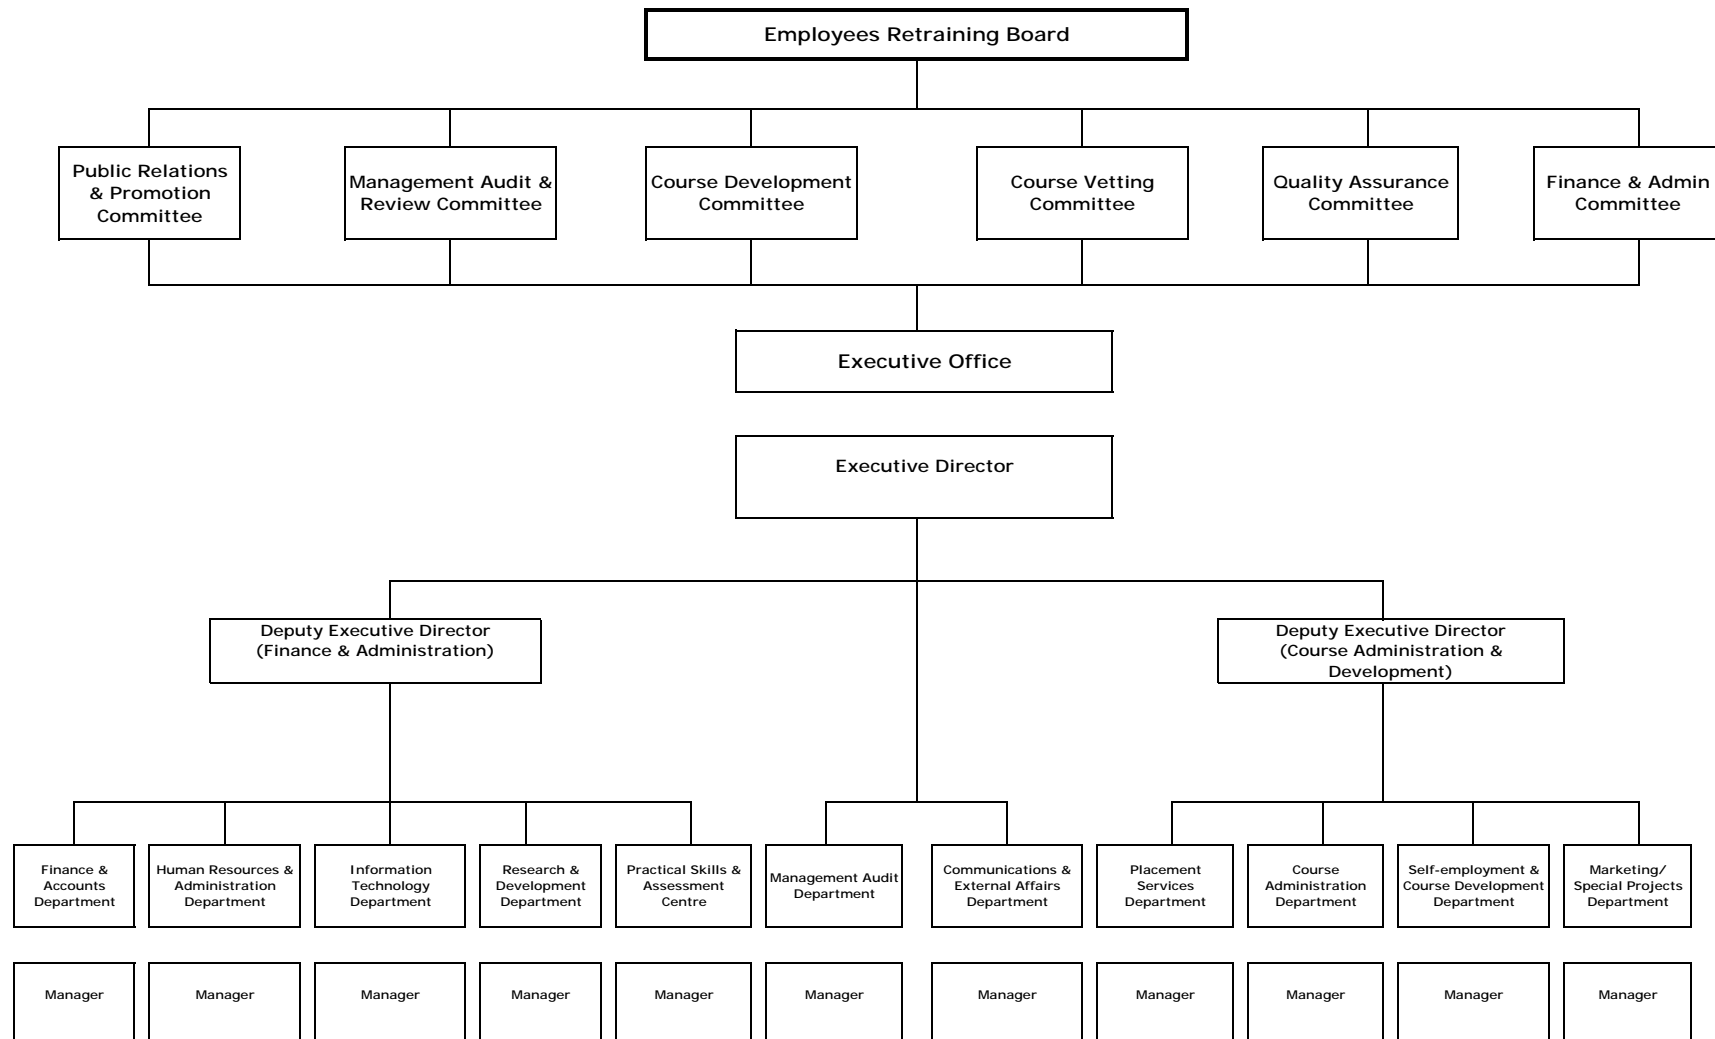 Employees Retraining Board
Public Relations
& Promotion
Committee
Management Audit &
Review Committee
Course Development
Committee
Course Vetting
Committee
Quality Assurance
Committee
Finance & Admin
Committee
Executive Office
Executive Director
Deputy Executive Director
(Finance & Administration)
Deputy Executive Director
(Course Administration &
Development)
Finance &
Accounts
Department
Human Resources &
Administration
Department
Information
Technology
Department
Research &
Development
Department
Practical Skills &
Assessment
Centre
Management Audit
Department
Communications &
External Affairs
Department
Placement
Services
Department
Course
Administration
Department
Self-employment &
Course Development
Department
Marketing/
Special Projects
Department
Manager
Manager
Manager
Manager
Manager
Manager
Manager
Manager
Manager
Manager
Manager